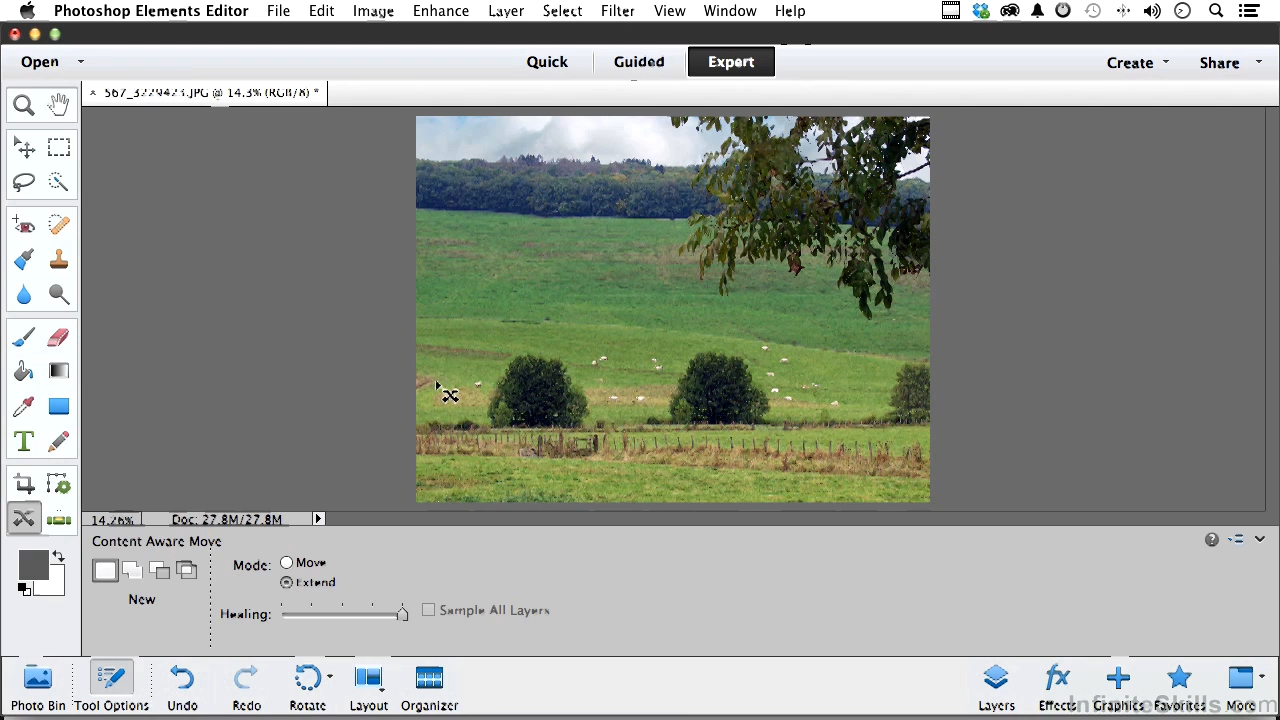 Photoshop Elements Editor File Edit Image Enhance Layer Select Filter View Window Help
Open Quick Guided Expert Create Share
× 567_3229423.JPG @ 14.3% (RGB/8) *
14.26% Doc: 27.8M/27.8M
Content Aware Move
Mode: Move
Extend
New
Healing: Sample All Layers
Photo Bin Tool Options Undo Redo Rotate Layout Organizer Layers Effects Graphics Favorites More
InfiniteSkills.com